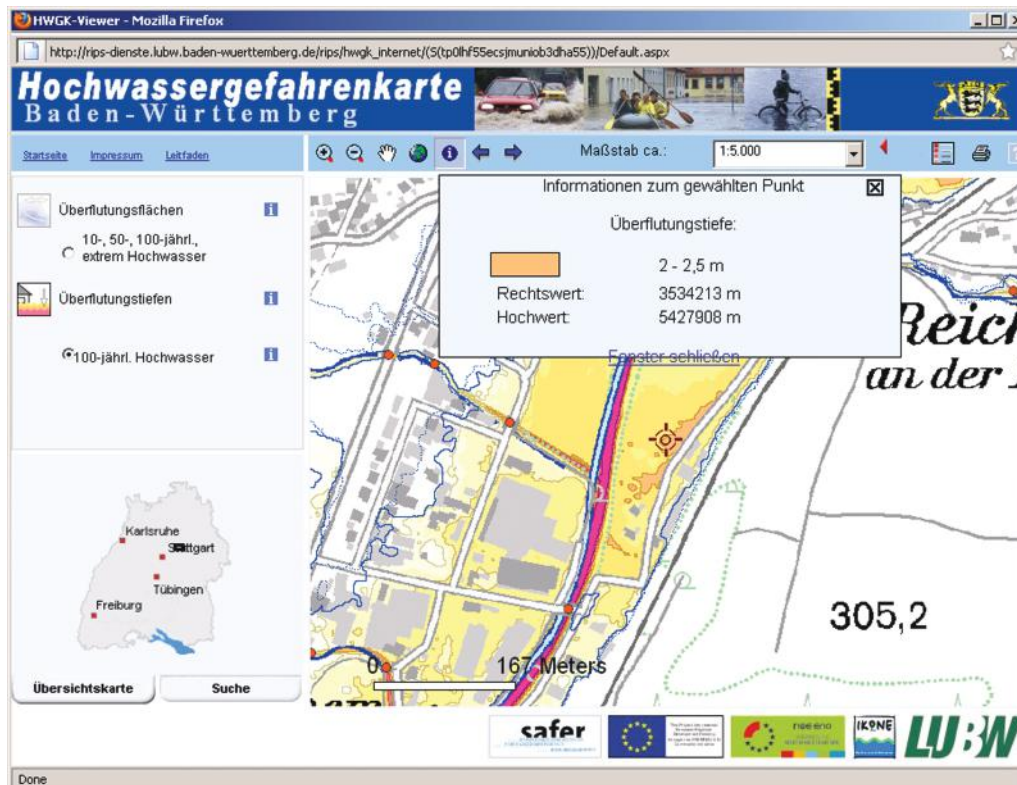 HWGK-Viewer - Mozilla Firefox
http://rips-dienste.lubw.baden-wuerttemberg.de/rips/hwgk_internet/(S(tp0lhf55ecsjmuniob3dha55))/Default.aspx
Hochwassergefahrenkarte
Baden-Württemberg
Startseite Impressum Leitfaden
Maßstab ca.: 1:5.000
Informationen zum gewählten Punkt
Überflutungstiefe:
2 - 2,5 m
Rechtswert: 3534213 m
Hochwert: 5427908 m
Fenster schließen
Überflutungsflächen
10-, 50-, 100-jährl.,
extrem Hochwasser
Überflutungstiefen
100-jährl. Hochwasser
Reich
an der
305,2
0 167 Meters
Karlsruhe
Stuttgart
Tübingen
Freiburg
Übersichtskarte Suche
safer
IKONE
LUBW
Done